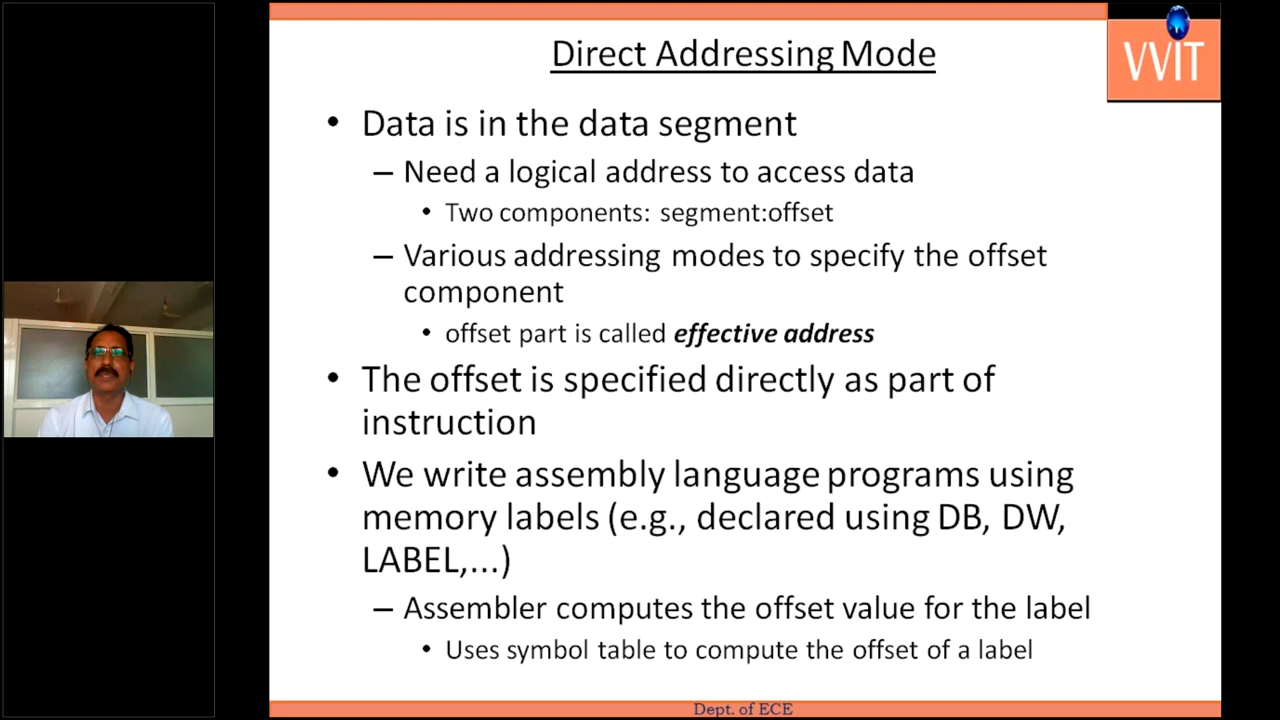 Direct Addressing Mode
VVIT
• Data is in the data segment
– Need a logical address to access data
• Two components: segment:offset
– Various addressing modes to specify the offset
component
• offset part is called effective address
• The offset is specified directly as part of
instruction
• We write assembly language programs using
memory labels (e.g., declared using DB, DW,
LABEL,...)
– Assembler computes the offset value for the label
• Uses symbol table to compute the offset of a label
Dept. of ECE